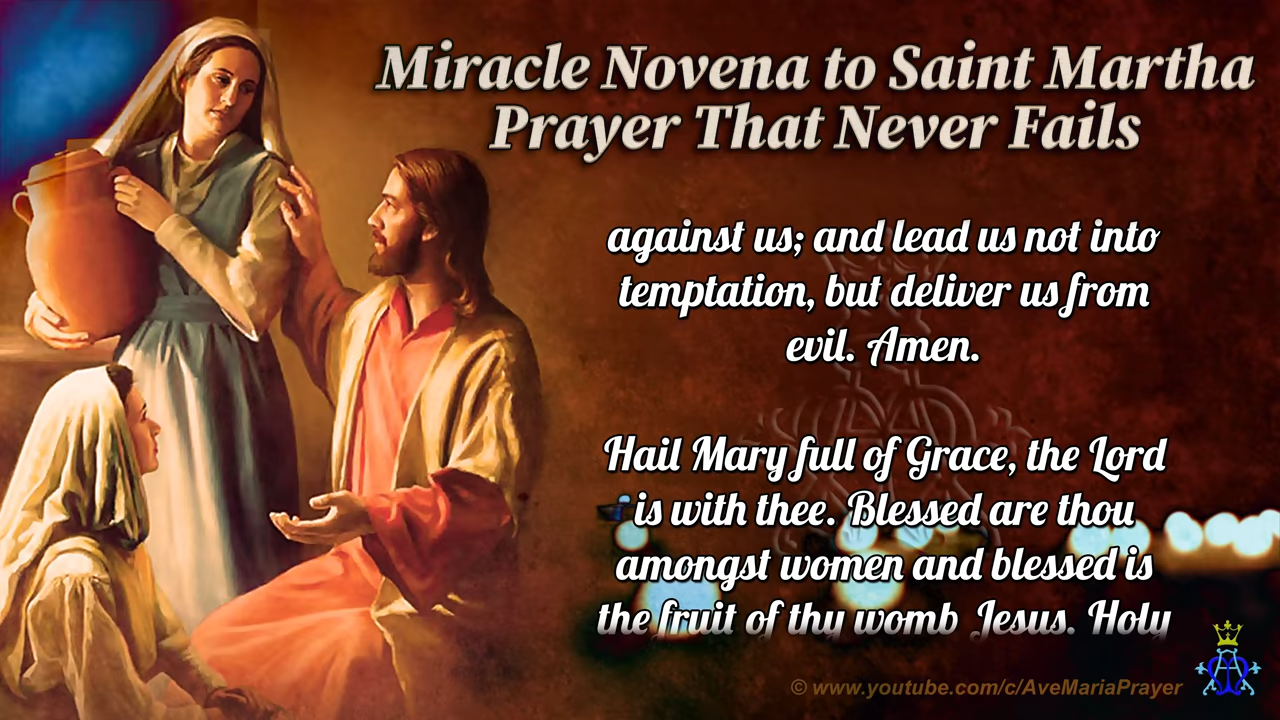 Miracle Novena to Saint Martha
Prayer That Never Fails
against us; and lead us not into
temptation, but deliver us from
evil. Amen.
Hail Mary full of Grace, the Lord
is with thee. Blessed are thou
amongst women and blessed is
the fruit of thy womb Jesus. Holy
© www.youtube.com/c/AveMariaPrayer